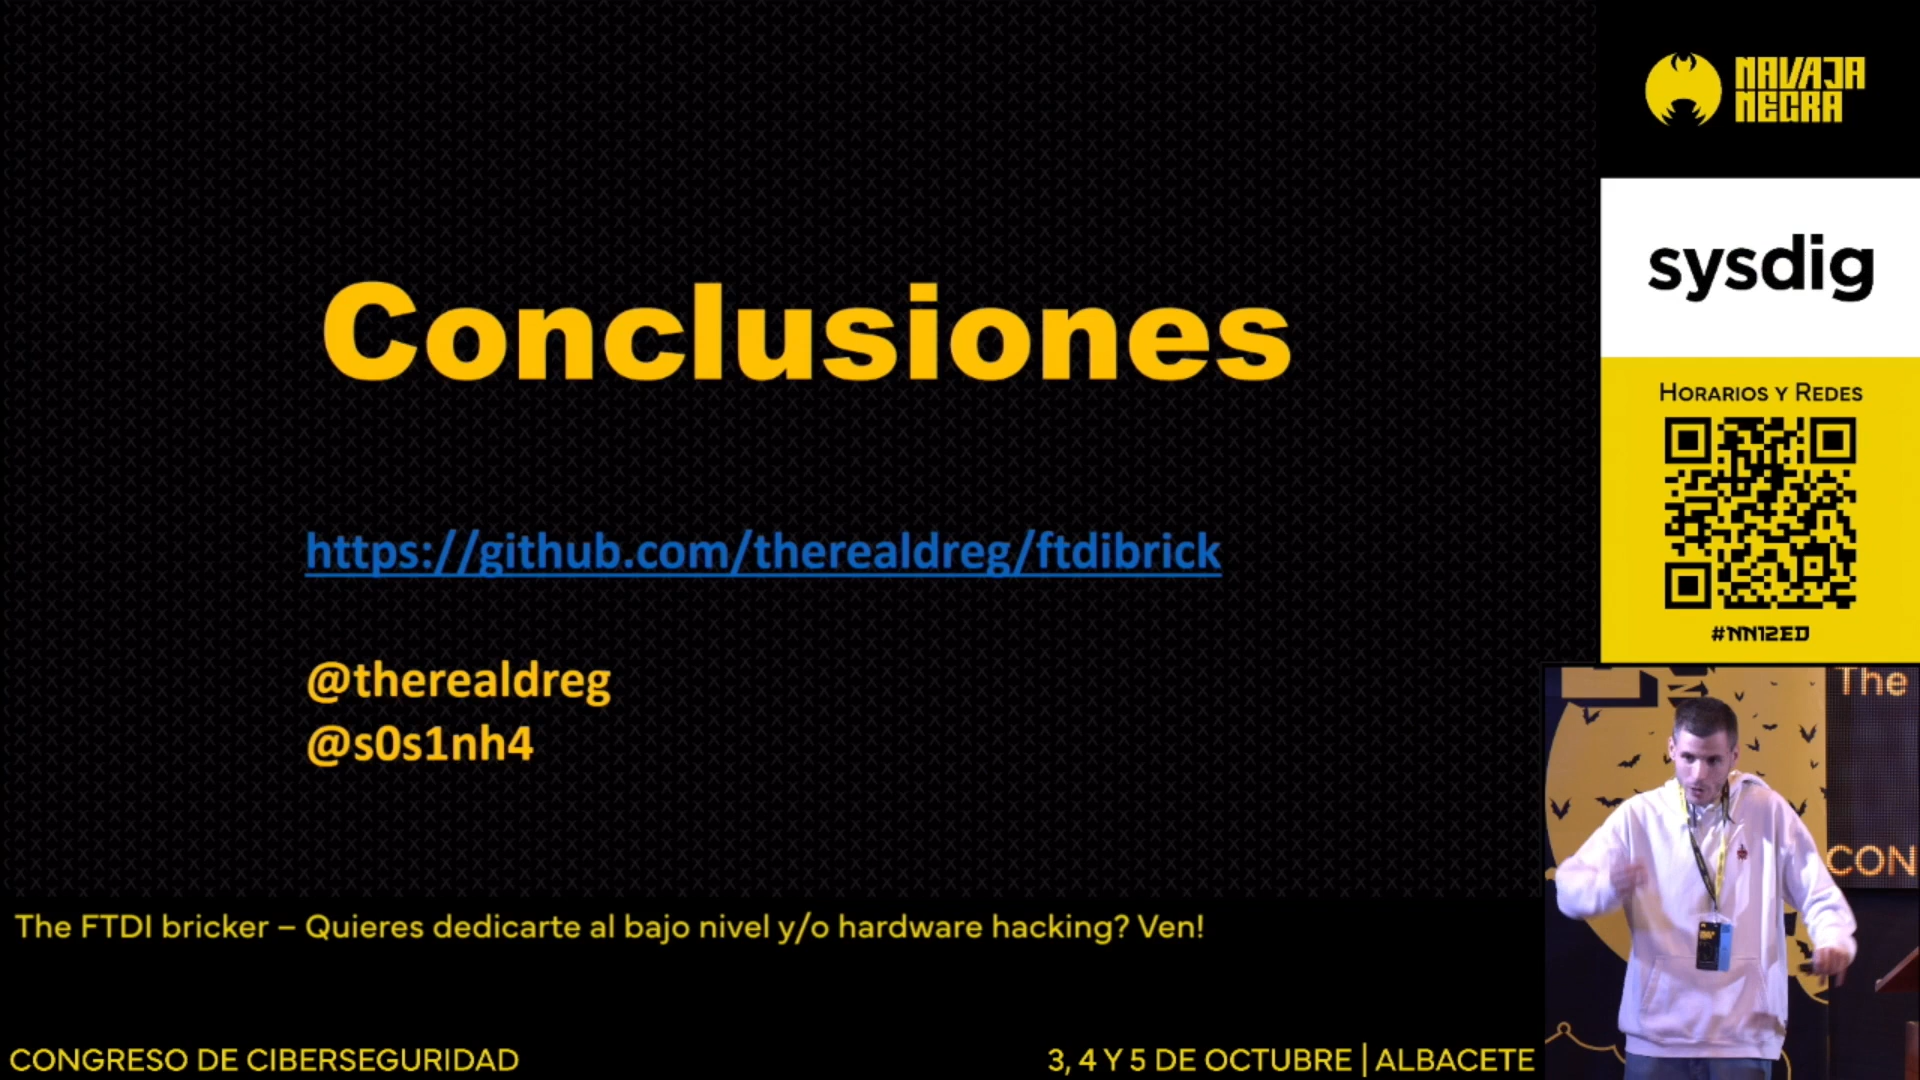 Conclusiones
https://github.com/therealdreg/ftdibrick
@therealdreg
@s0s1nh4
NAVAJA
NEGRA
sysdig
HORARIOS Y REDES
#NN12ED
The
CON
The FTDI bricker – Quieres dedicarte al bajo nivel y/o hardware hacking? Ven!
CONGRESO DE CIBERSEGURIDAD
3, 4 Y 5 DE OCTUBRE | ALBACETE